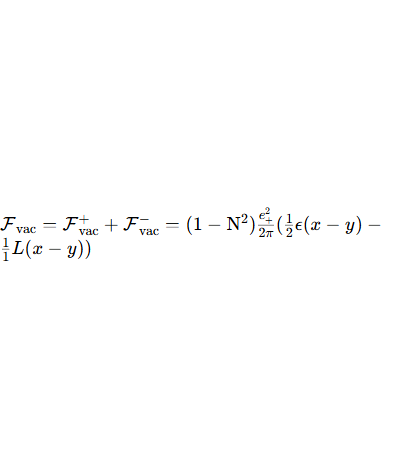 $\mathcal{F}_{\text{vac}} = \mathcal{F}^{+}_{\text{vac}} + \mathcal{F}^{-}_{\text{vac}} = (1 - \mathrm{N}^2)\frac{e_+^2}{2\pi}(\frac{1}{2}\epsilon(x - y) -$
$\frac{1}{1}L(x - y))$